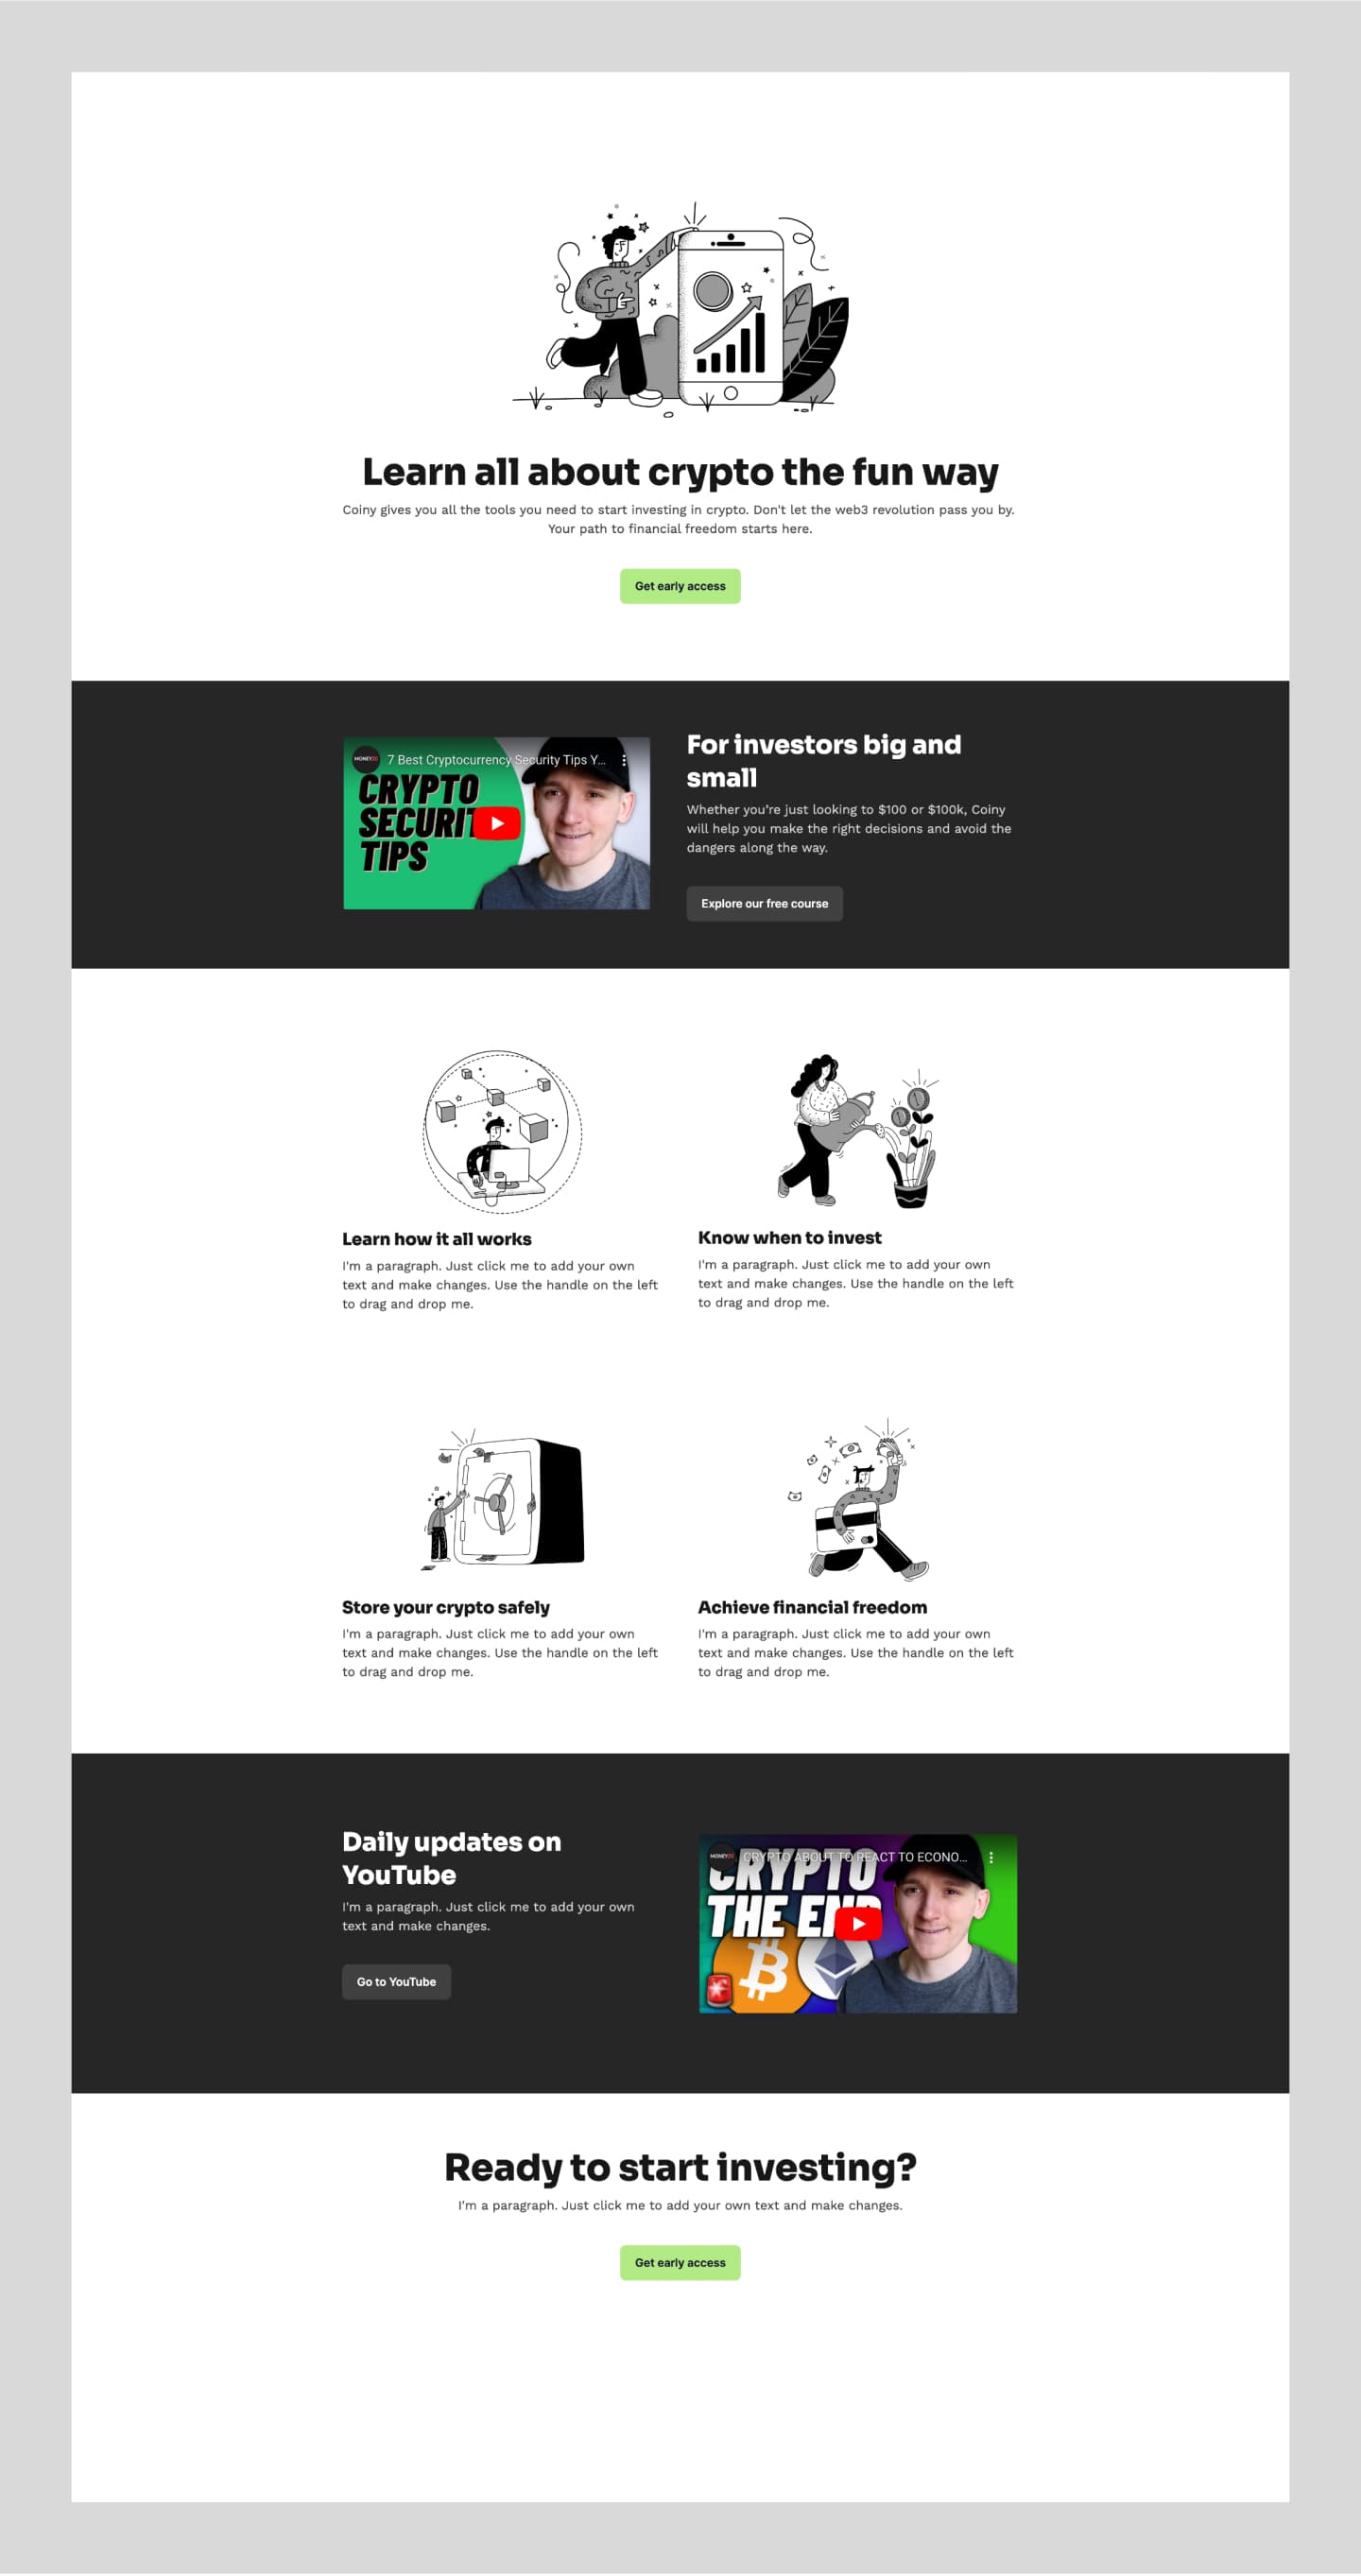 Learn all about crypto the fun way
Coiny gives you all the tools you need to start investing in crypto. Don't let the web3 revolution pass you by.
Your path to financial freedom starts here.
Get early access
MONEYZG
7 Best Cryptocurrency Security Tips Y...
CRYPTO
SECURIT
TIPS
For investors big and
small
Whether you're just looking to $100 or $100k, Coiny
will help you make the right decisions and avoid the
dangers along the way.
Explore our free course
Learn how it all works
I'm a paragraph. Just click me to add your own
text and make changes. Use the handle on the left
to drag and drop me.
Know when to invest
I'm a paragraph. Just click me to add your own
text and make changes. Use the handle on the left
to drag and drop me.
Store your crypto safely
I'm a paragraph. Just click me to add your own
text and make changes. Use the handle on the left
to drag and drop me.
Achieve financial freedom
I'm a paragraph. Just click me to add your own
text and make changes. Use the handle on the left
to drag and drop me.
Daily updates on
YouTube
I'm a paragraph. Just click me to add your own
text and make changes.
Go to YouTube
MONEYZG
CRYPTO ABOUT TO REACT TO ECONO...
CRYPTO
THE END
Ready to start investing?
I'm a paragraph. Just click me to add your own text and make changes.
Get early access